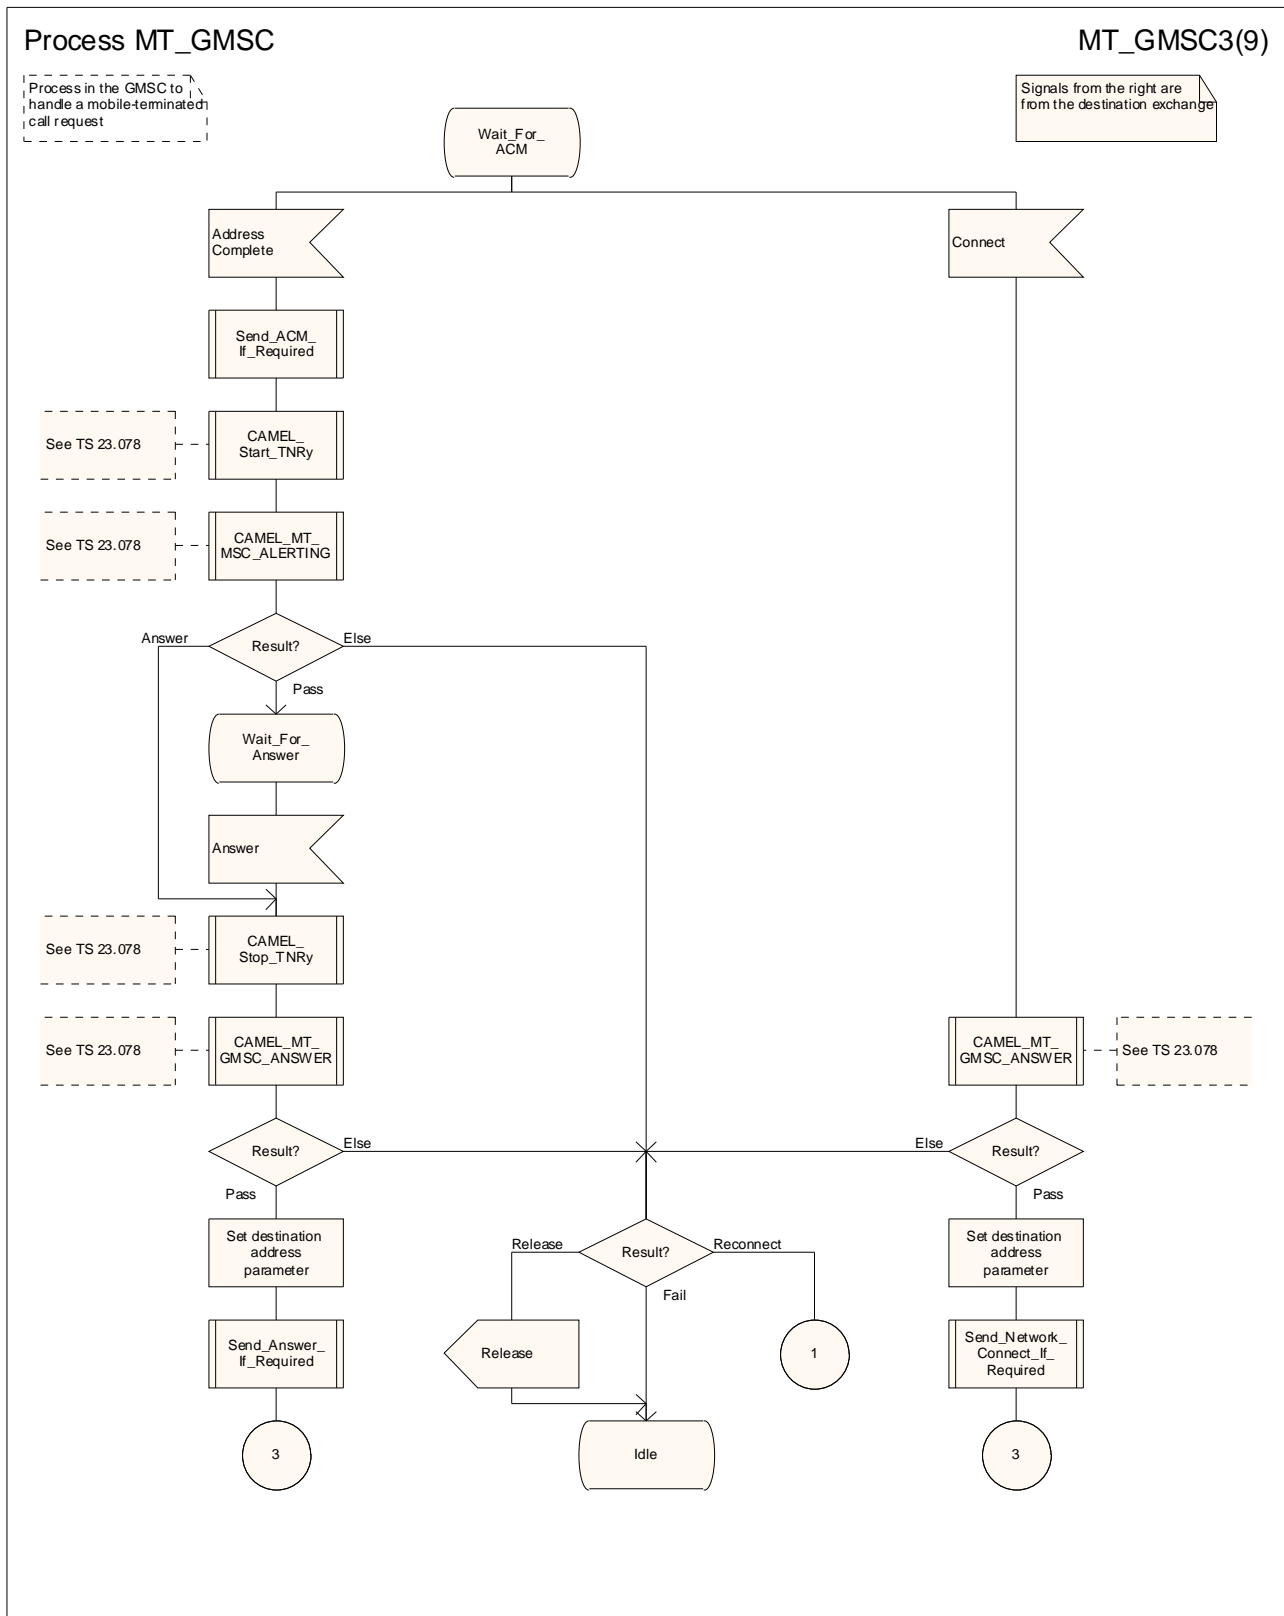 Process MT_GMSC
MT_GMSC3(9)
Process in the GMSC to
handle a mobile-terminated
call request
Signals from the right are
from the destination exchange
Wait_For_
ACM
Address
Complete
Connect
Send_ACM_
If_Required
See TS 23.078
CAMEL_
Start_TNRy
See TS 23.078
CAMEL_MT_
MSC_ALERTING
Answer
Result?
Else
Pass
Wait_For_
Answer
Answer
See TS 23.078
CAMEL_
Stop_TNRy
See TS 23.078
CAMEL_MT_
GMSC_ANSWER
CAMEL_MT_
GMSC_ANSWER
See TS 23.078
Result?
Else
Else
Result?
Pass
Pass
Set destination
address
parameter
Release
Result?
Reconnect
Fail
Set destination
address
parameter
Send_Answer_
If_Required
Release
1
Send_Network_
Connect_If_
Required
3
Idle
3